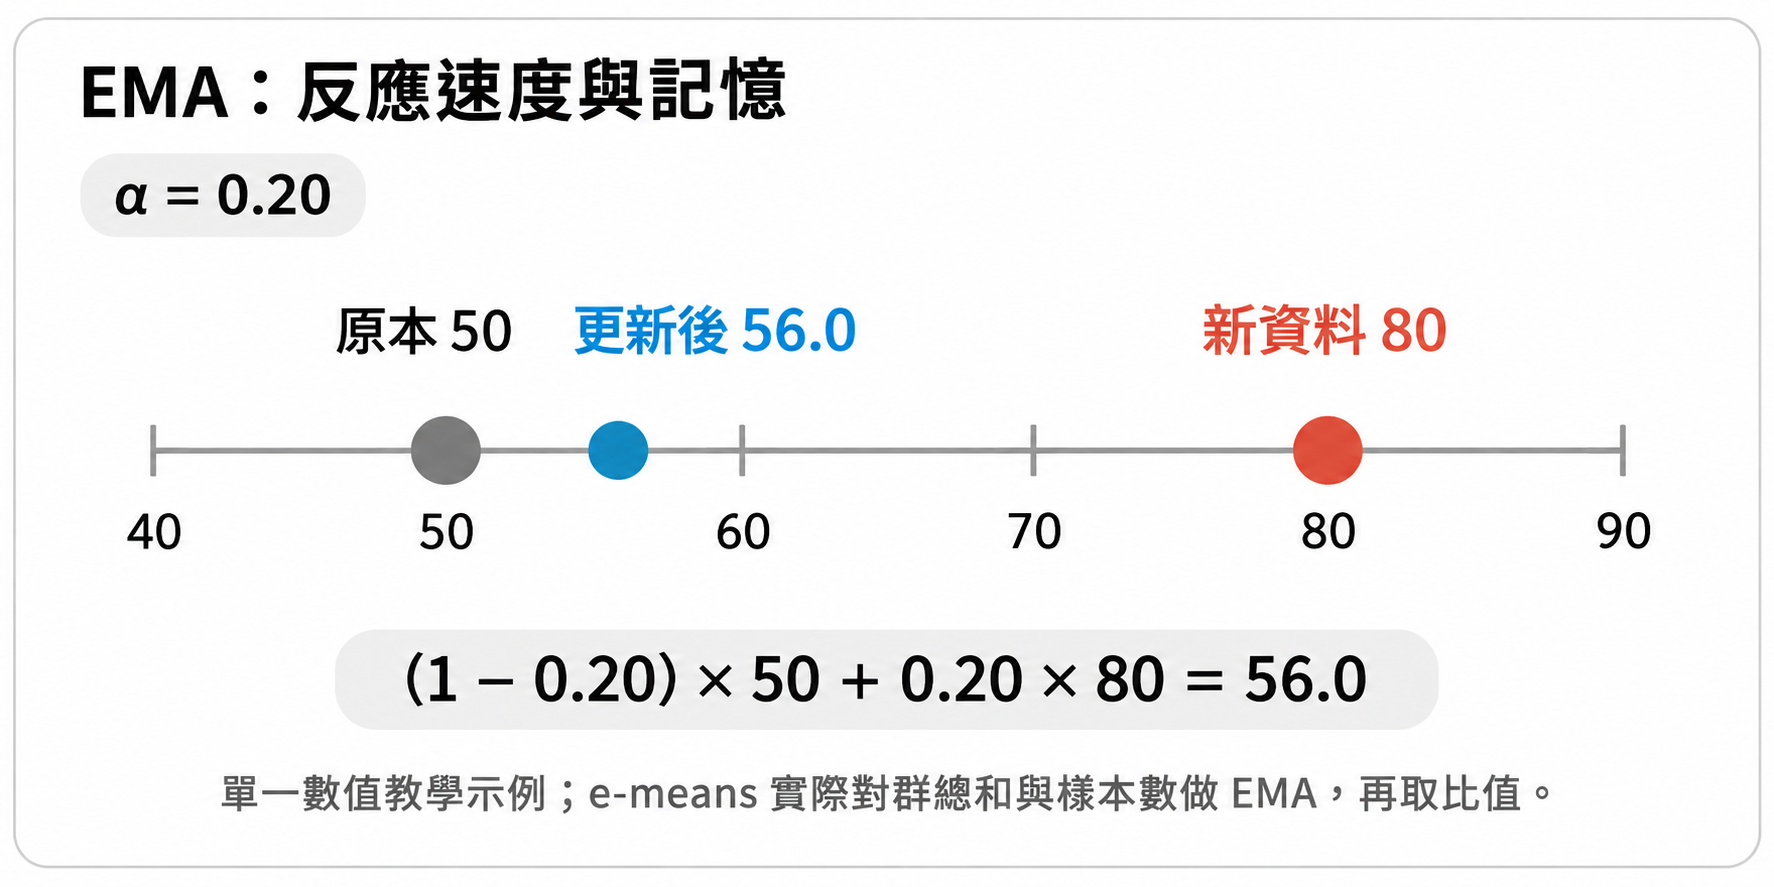 EMA：反應速度與記憶
α = 0.20
原本 50 更新後 56.0 新資料 80
40 50 60 70 80 90
(1 − 0.20) × 50 + 0.20 × 80 = 56.0
單一數值教學示例；e-means 實際對群總和與樣本數做 EMA，再取比值。